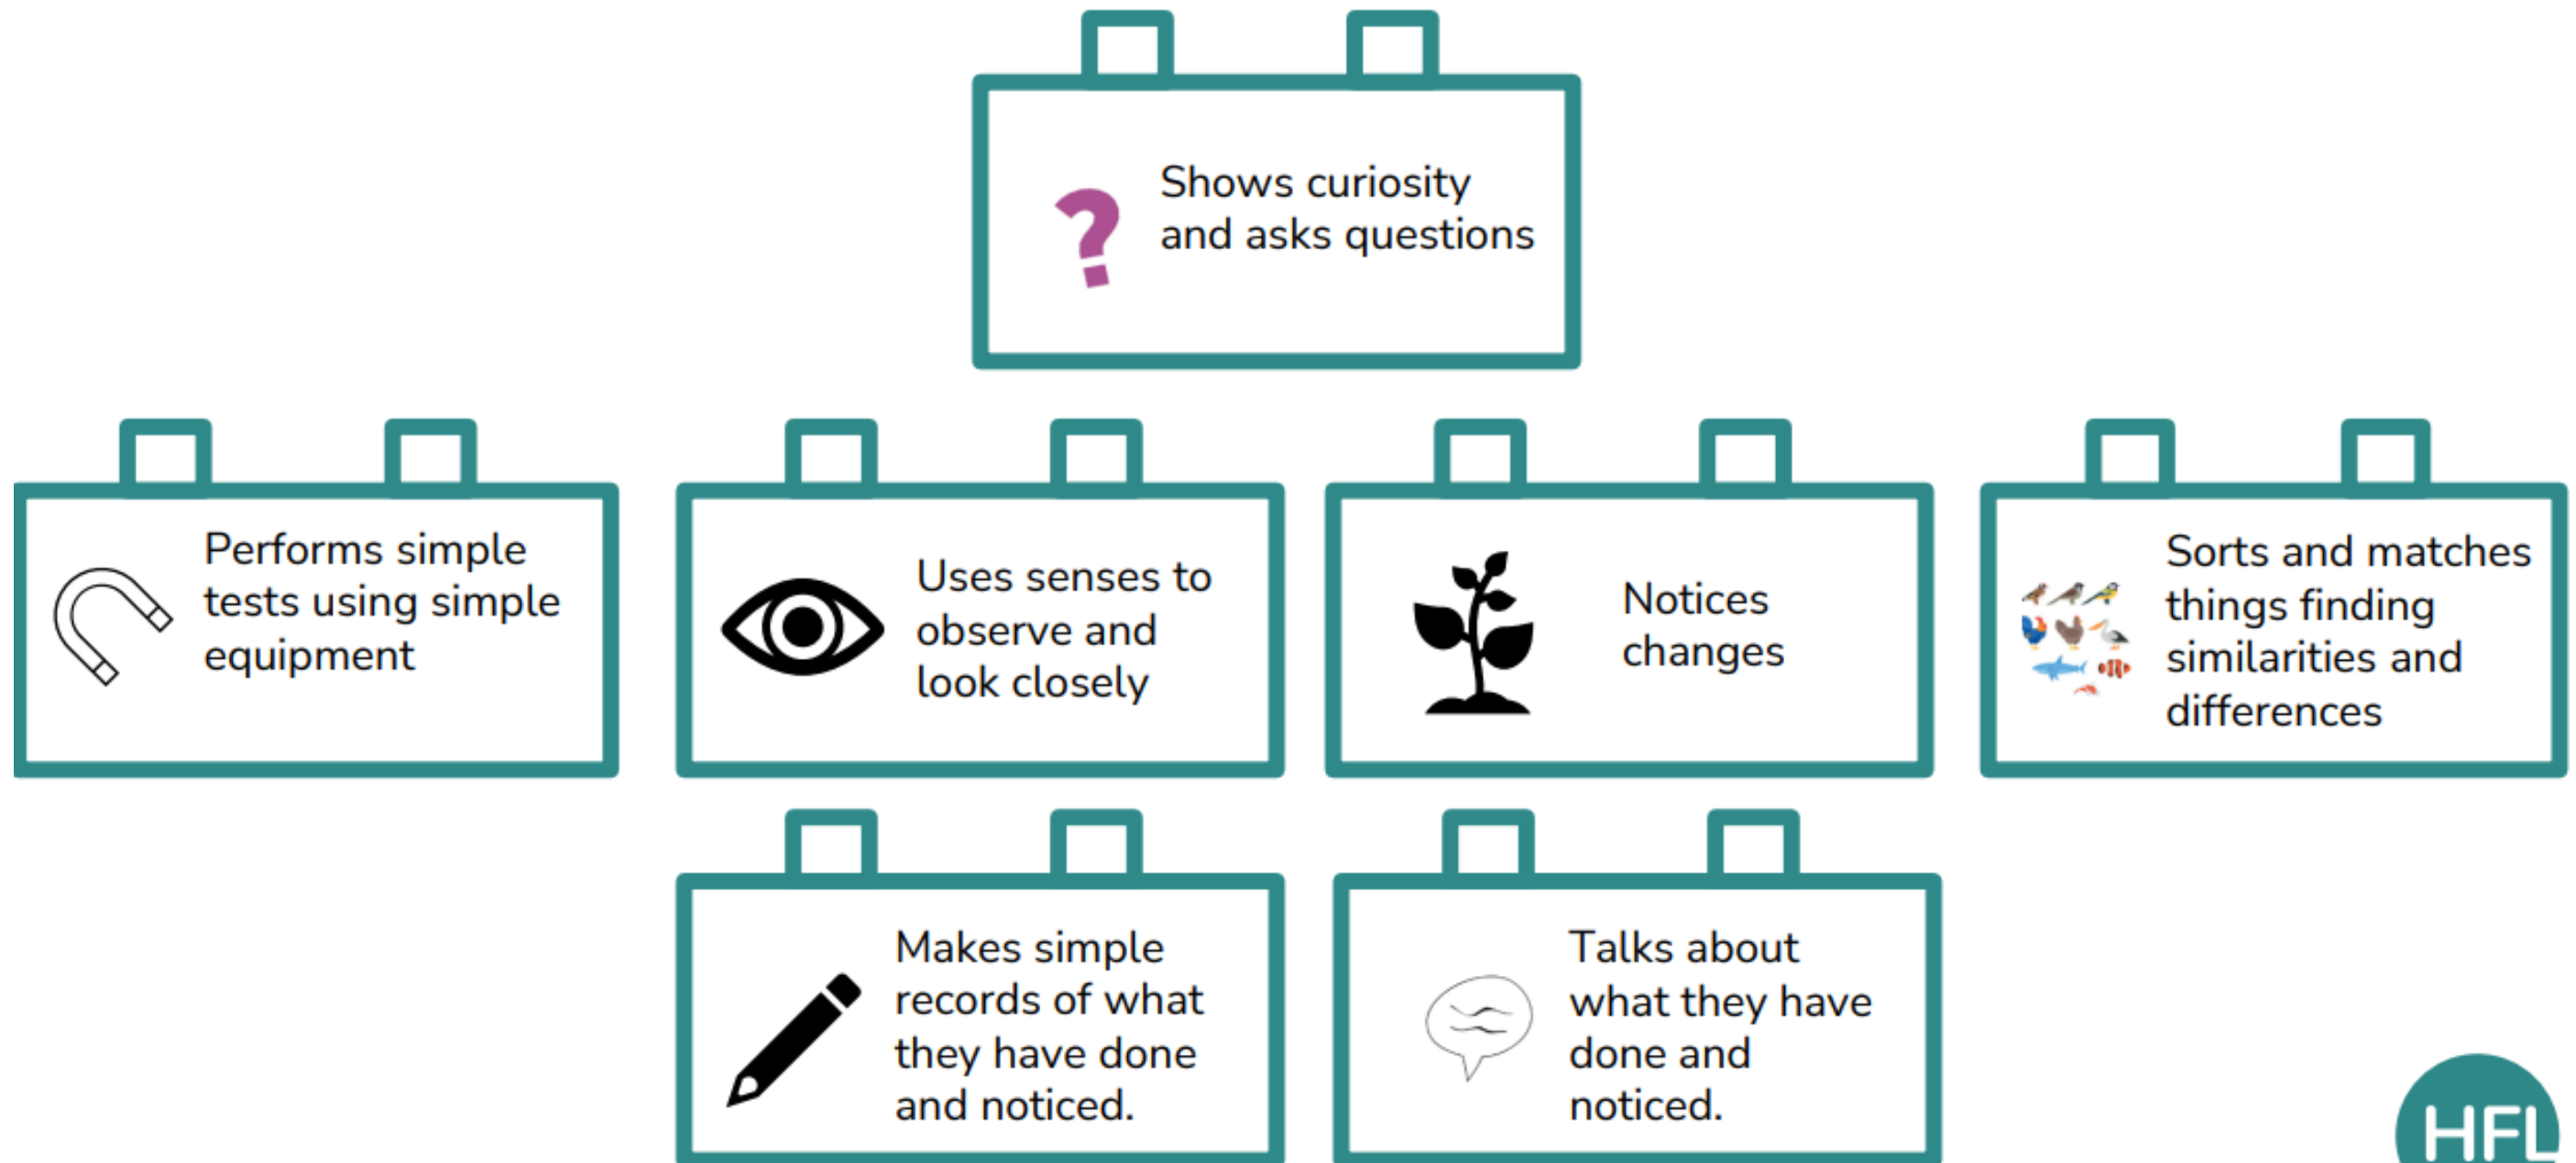 Shows curiosity
and asks questions
Performs simple
tests using simple
equipment
Uses senses to
observe and
look closely
Notices
changes
Sorts and matches
things finding
similarities and
differences
Makes simple
records of what
they have done
and noticed.
Talks about
what they have
done and
noticed.
HFL